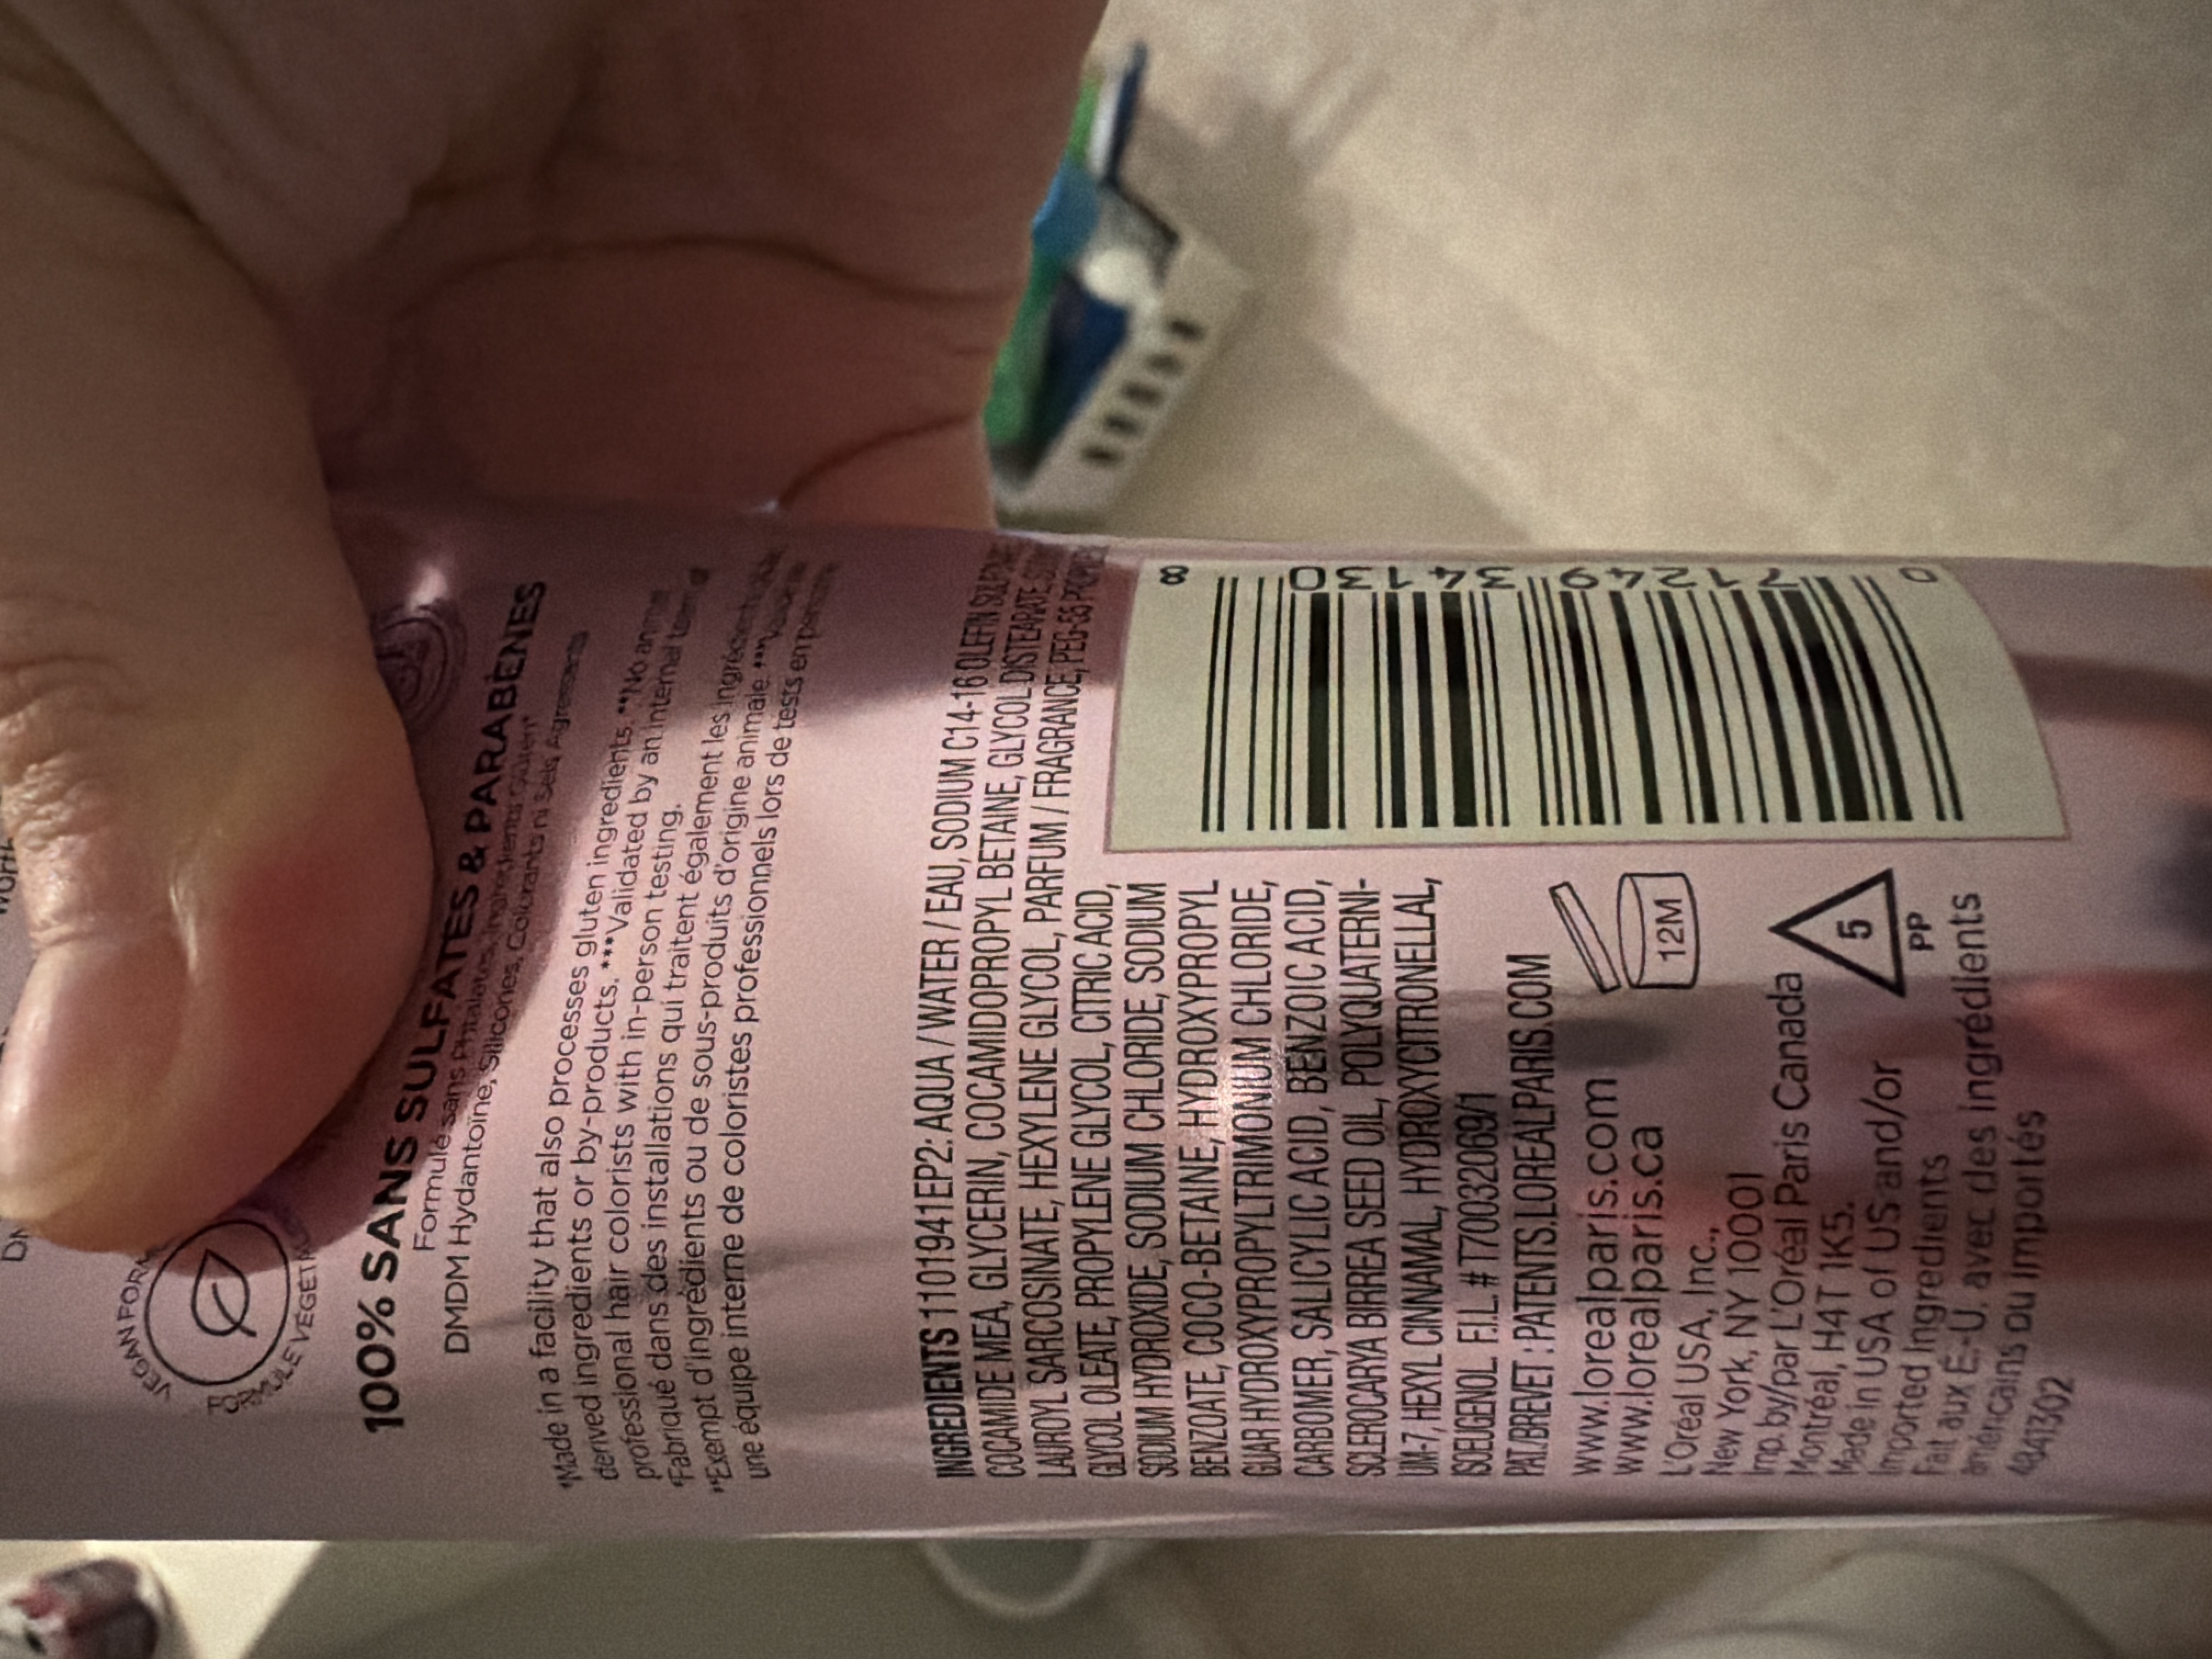 VEGAN FORM
100% SANS SULFATES & PARABÈNES
Formulé sans Phtalates, Ingrédients Gluten*
DMDM Hydantoïne, Silicones, Colorants ni Sels Agressants
*Made in a facility that also processes gluten ingredients. **No animal
derived ingredients or by-products. ***Validated by an internal team of
professional hair colorists with in-person testing.
*Fabriqué dans des installations qui traitent également les ingrédients
**Exempt d'ingrédients ou de sous-produits d'origine animale.
une équipe interne de coloristes professionnels lors de tests en personne
INGREDIENTS 1101941EP2: AQUA / WATER / EAU, SODIUM C14-16 OLEFIN SULFONATE
COCAMIDE MEA, GLYCERIN, COCAMIDOPROPYL BETAINE, GLYCOL DISTEARATE, SODIUM
LAUROYL SARCOSINATE, HEXYLENE GLYCOL, PARFUM / FRAGRANCE, PEG-55 PROPYLENE
GLYCOL OLEATE, PROPYLENE GLYCOL, CITRIC ACID,
SODIUM HYDROXIDE, SODIUM CHLORIDE, SODIUM
BENZOATE, COCO-BETAINE, HYDROXYPROPYL
GUAR HYDROXYPROPYLTRIMONIUM CHLORIDE,
CARBOMER, SALICYLIC ACID, BENZOIC ACID,
SCLEROCARYA BIRREA SEED OIL, POLYQUATERNI-
UM-7, HEXYL CINNAMAL, HYDROXYCITRONELLAL,
ISOEUGENOL. F.I.L. # T70032069/1
PAT./BREVET : PATENTS.LOREALPARIS.COM
www.lorealparis.com
www.lorealparis.ca
L'Oréal USA, Inc.,
New York, NY 10001
Imp. by/par L'Oréal Paris Canada
Montréal, H4T 1K5.
Made in USA of US and/or
Imported Ingredients
Fait aux É.-U. avec des ingrédients
américains ou importés
4841302
12M
5
PP
0 71249 34130 8